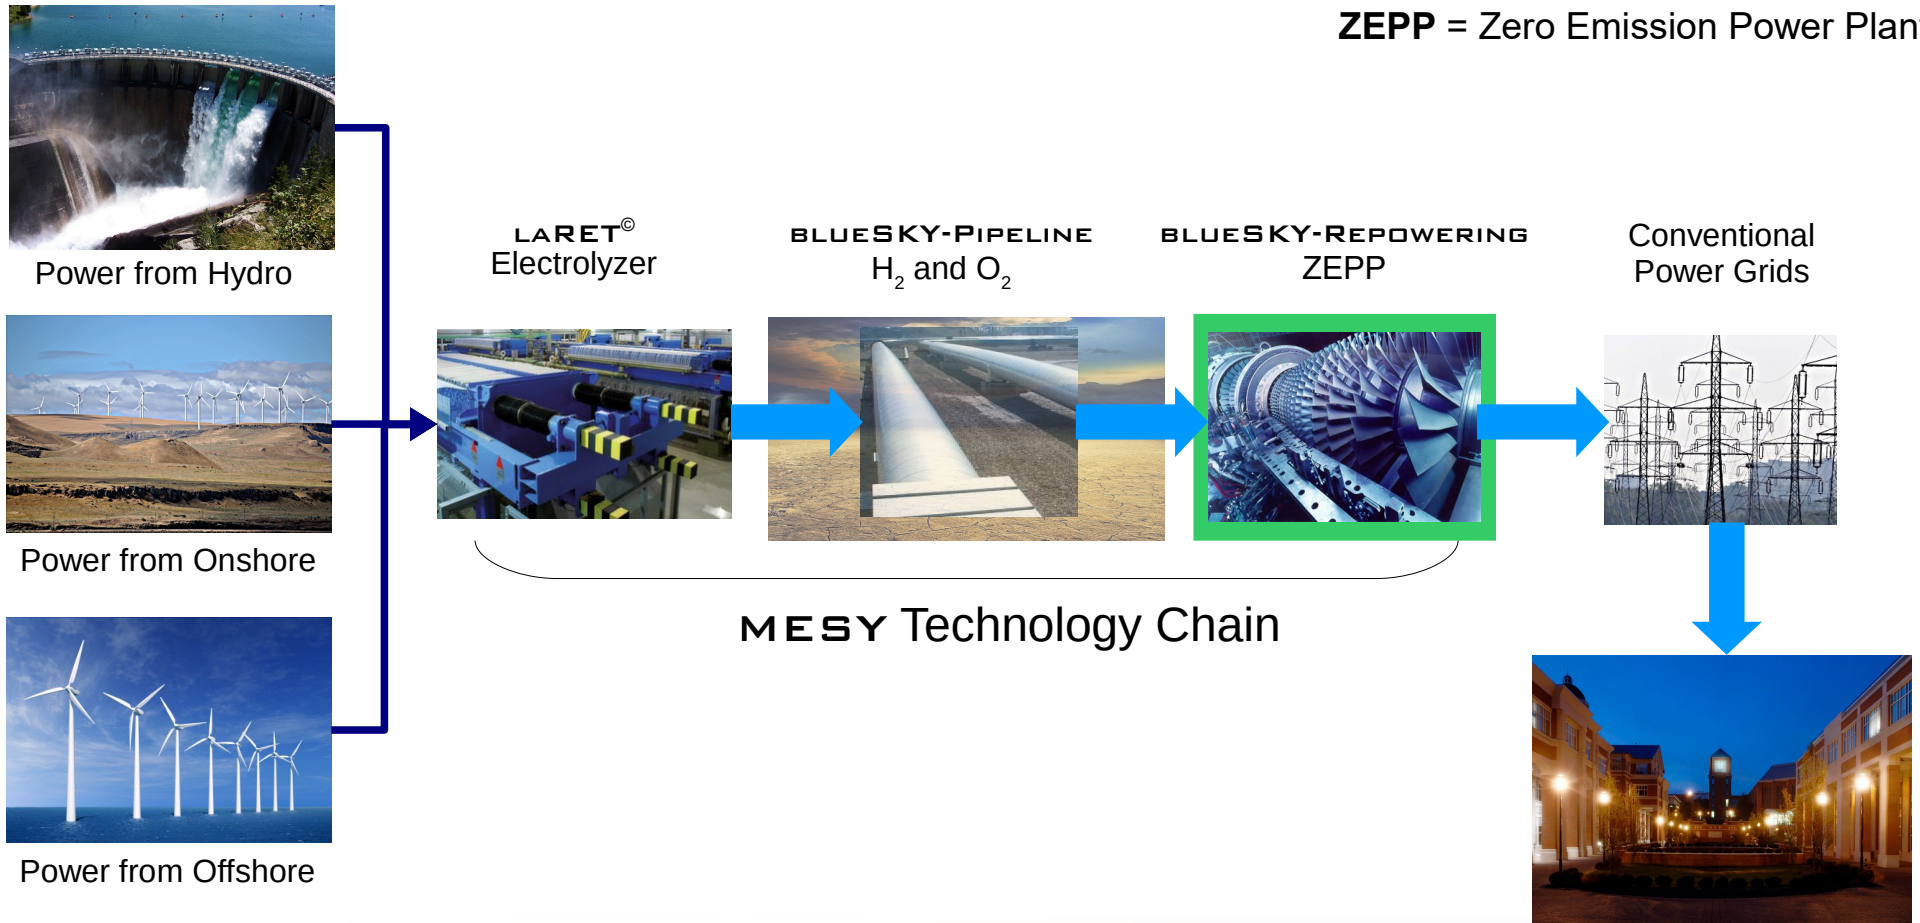 ZEPP = Zero Emission Power Plant
Power from Hydro
LARET©
Electrolyzer
BLUESKY-PIPELINE
H2 and O2
BLUESKY-REPOWERING
ZEPP
Conventional
Power Grids
Power from Onshore
MESY Technology Chain
Power from Offshore